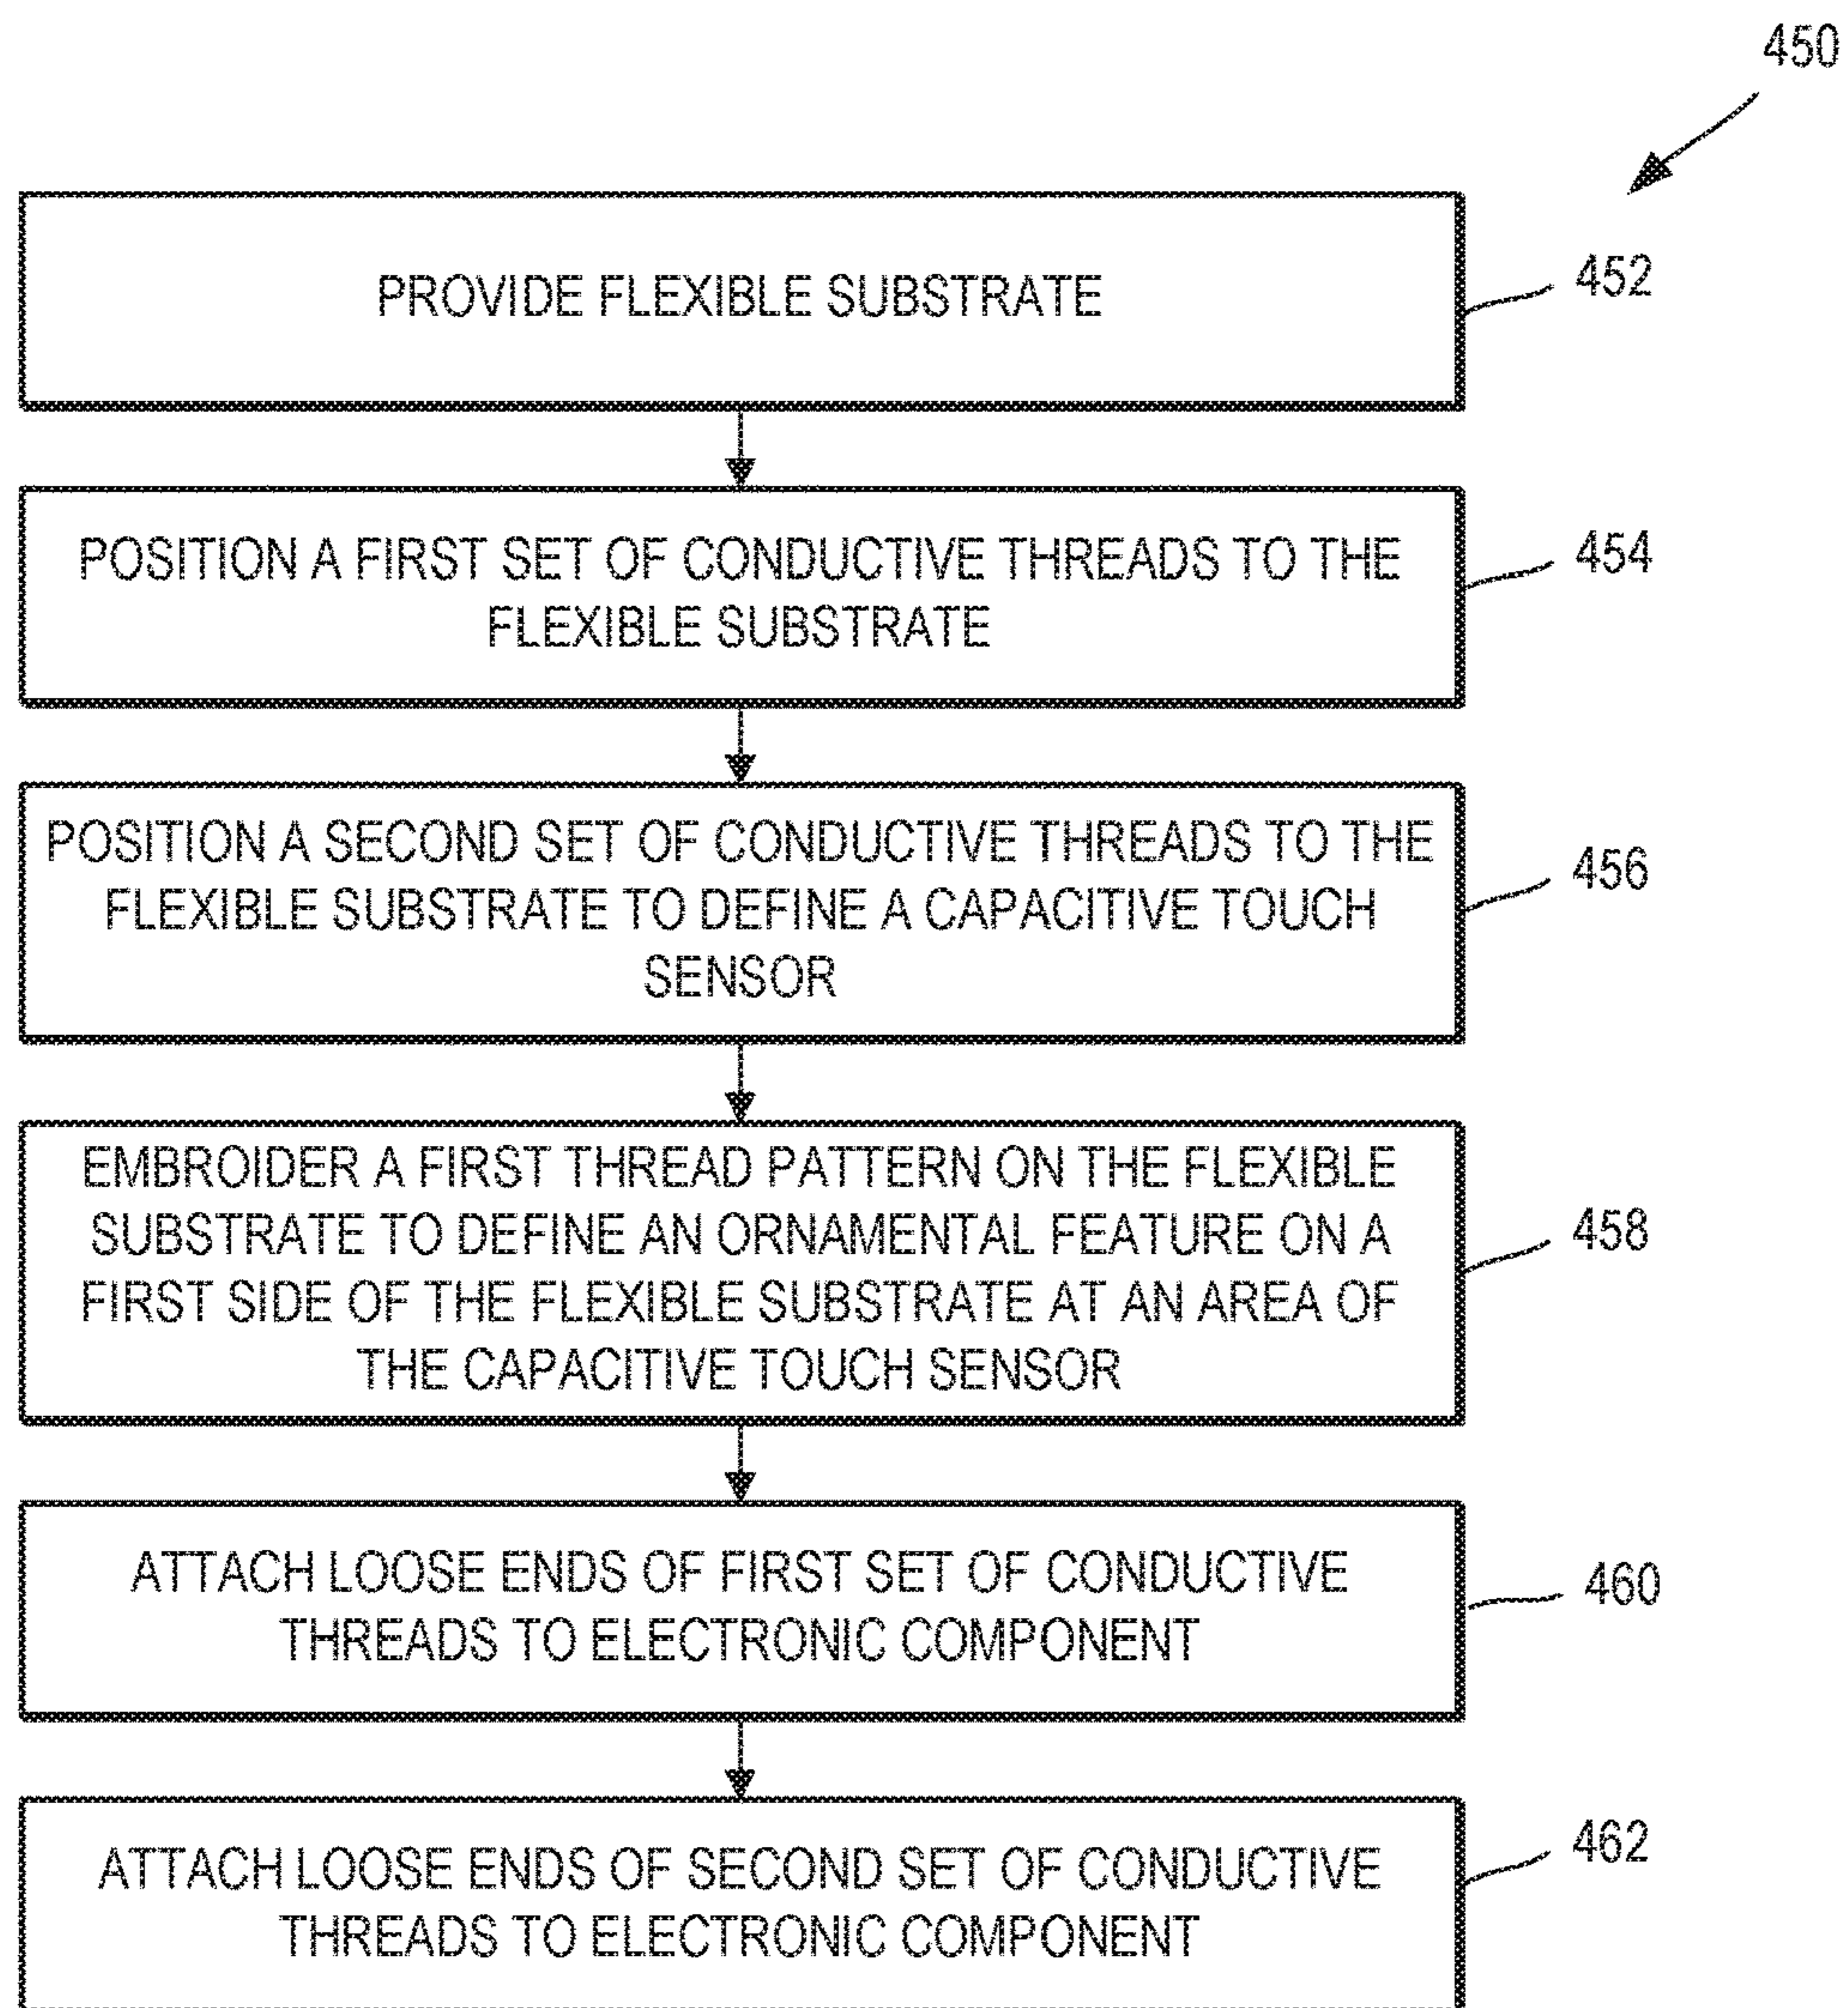 450
PROVIDE FLEXIBLE SUBSTRATE
452
POSITION A FIRST SET OF CONDUCTIVE THREADS TO THE
FLEXIBLE SUBSTRATE
454
POSITION A SECOND SET OF CONDUCTIVE THREADS TO THE
FLEXIBLE SUBSTRATE TO DEFINE A CAPACITIVE TOUCH
SENSOR
456
EMBROIDER A FIRST THREAD PATTERN ON THE FLEXIBLE
SUBSTRATE TO DEFINE AN ORNAMENTAL FEATURE ON A
FIRST SIDE OF THE FLEXIBLE SUBSTRATE AT AN AREA OF
THE CAPACITIVE TOUCH SENSOR
458
ATTACH LOOSE ENDS OF FIRST SET OF CONDUCTIVE
THREADS TO ELECTRONIC COMPONENT
460
ATTACH LOOSE ENDS OF SECOND SET OF CONDUCTIVE
THREADS TO ELECTRONIC COMPONENT
462